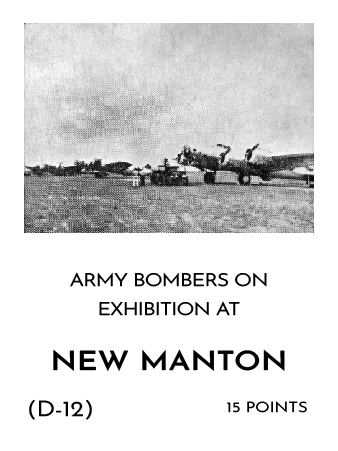 ARMY BOMBERS ON
EXHIBITION AT
NEW MANTON
(D-12)
15 POINTS